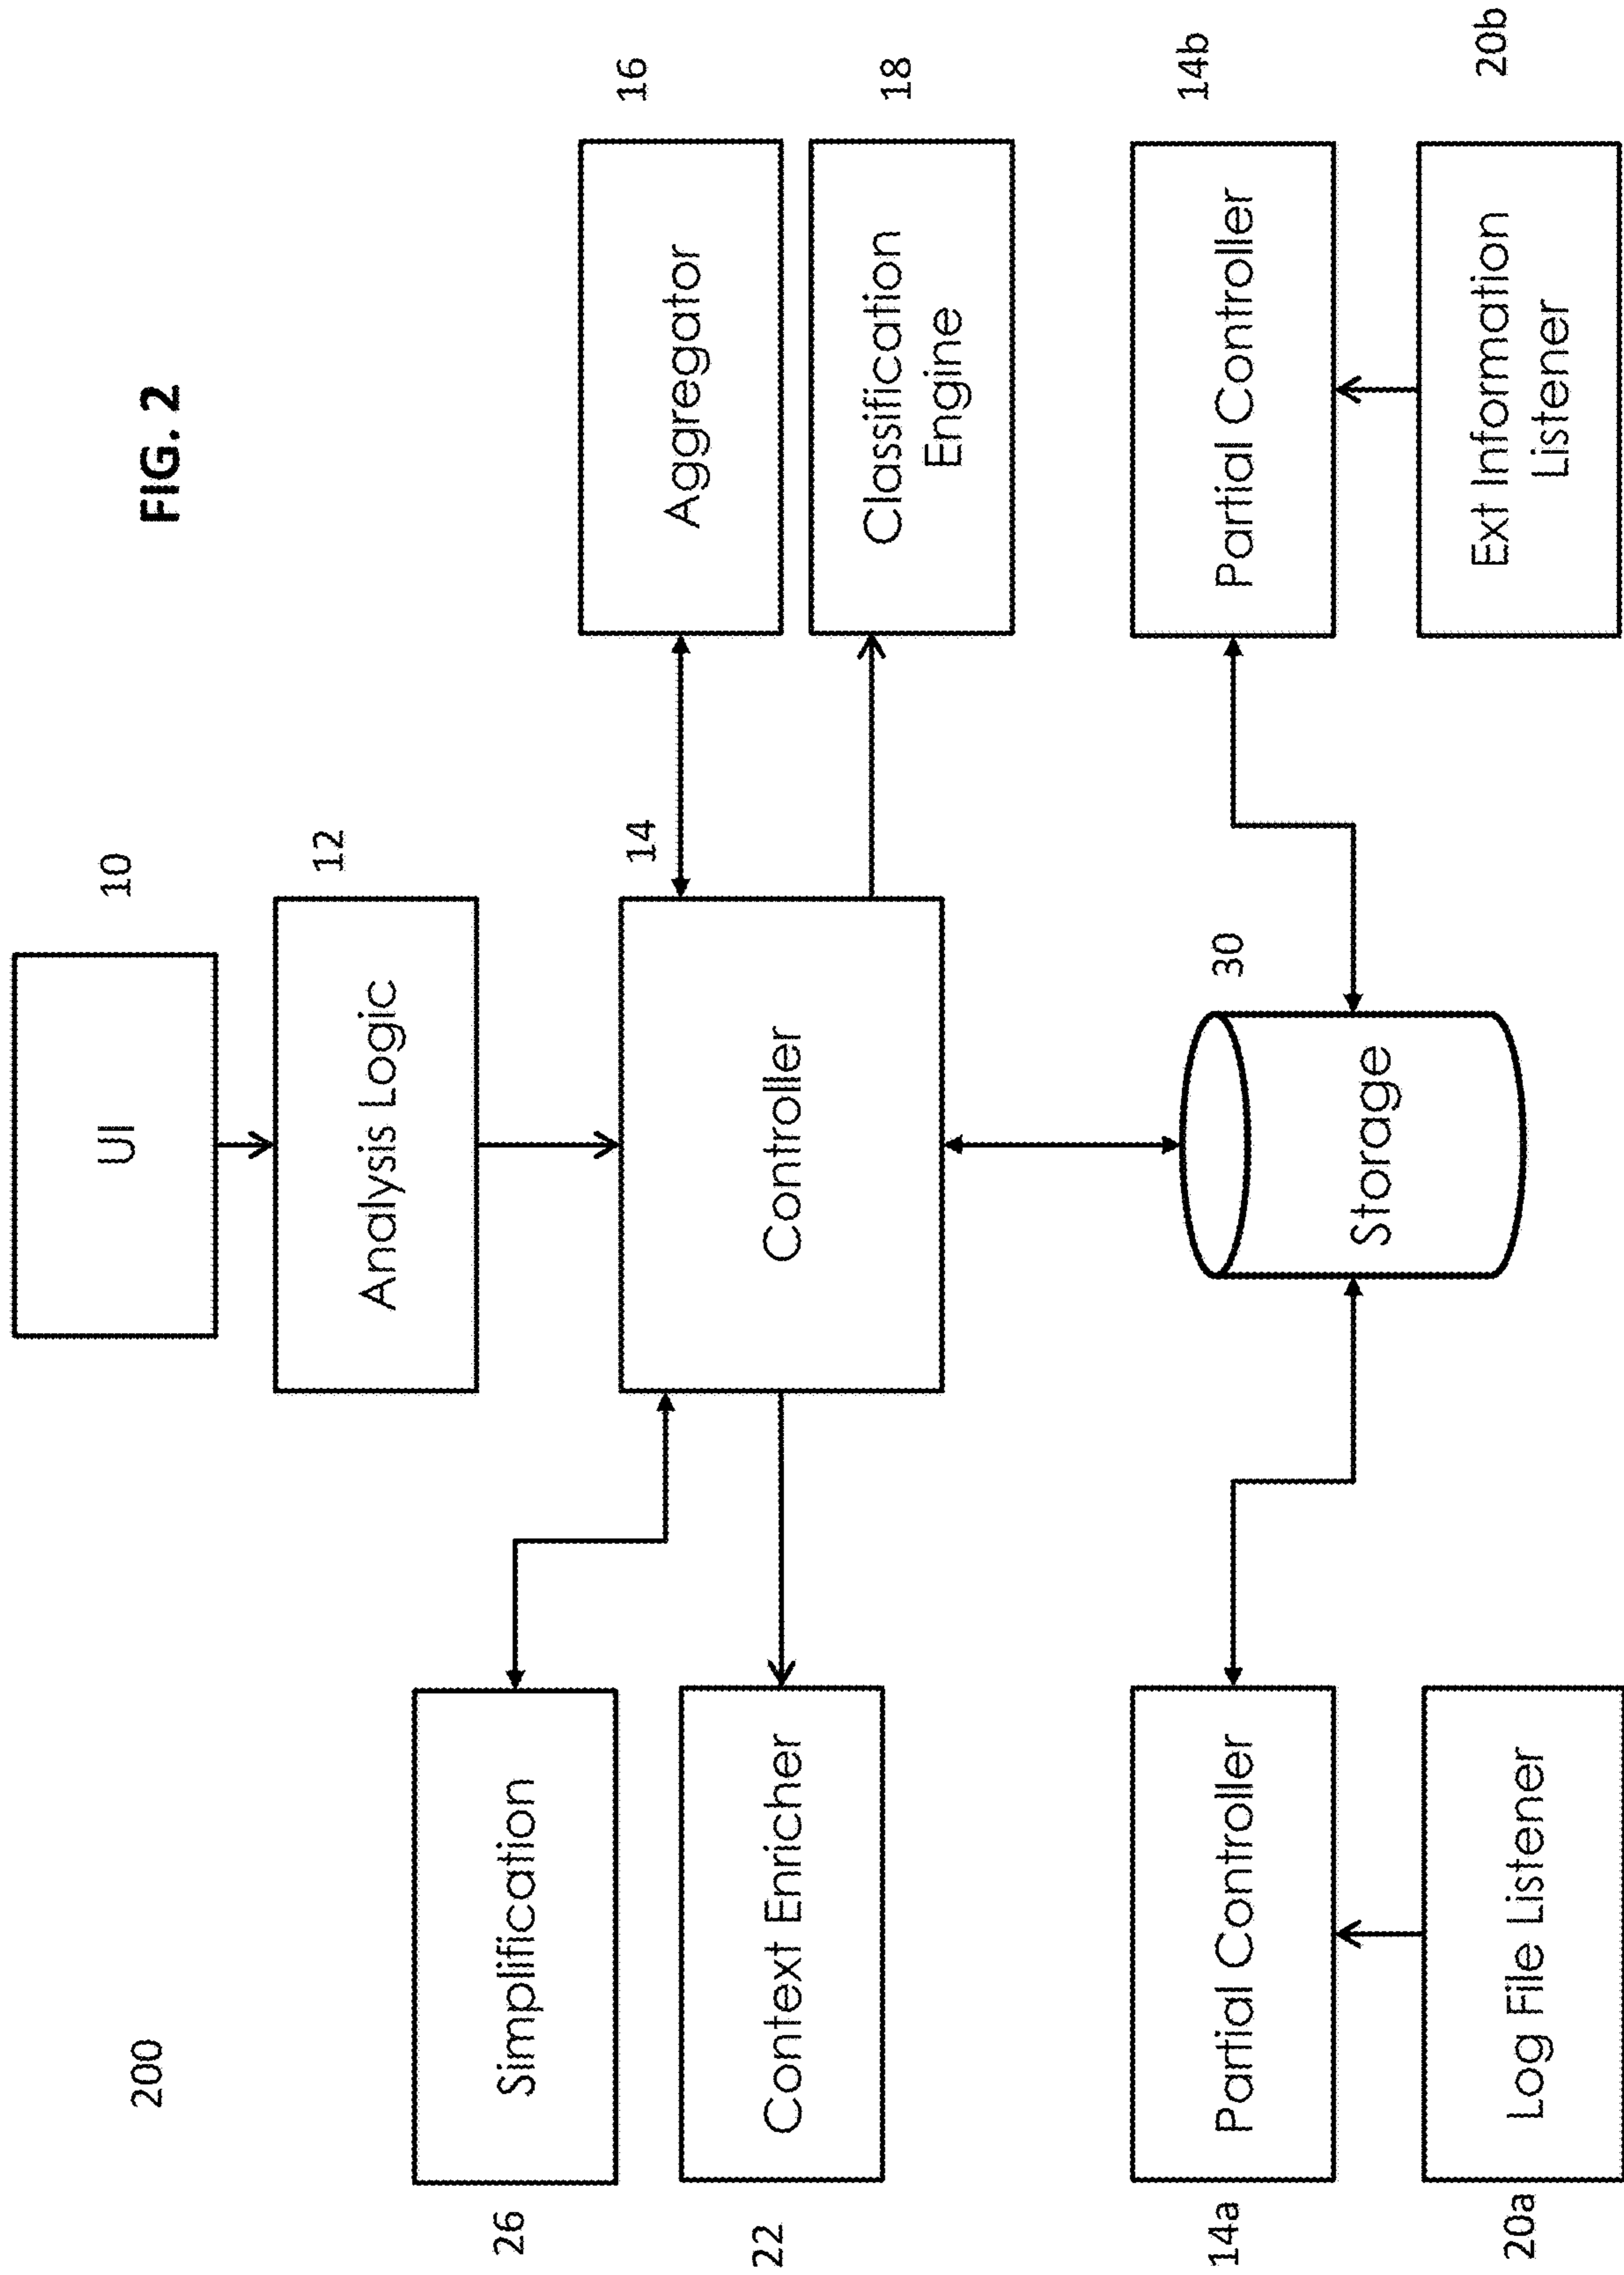 FIG. 2
200
UI
10
Analysis Logic
12
Simplification
26
Controller
14
Aggregator
16
Context Enricher
22
Classification
Engine
18
Partial Controller
14a
Storage
30
Partial Controller
14b
Log File Listener
20a
Ext Information
Listener
20b